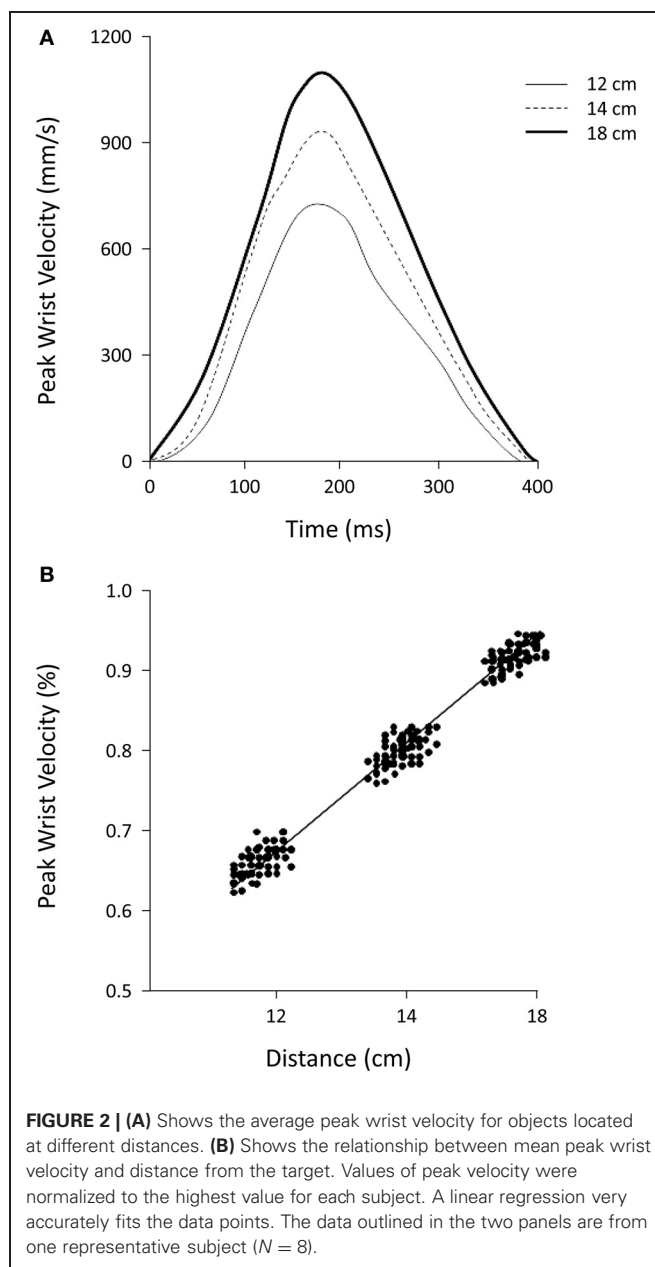 A
1200
900
600
300
0
Peak Wrist Velocity (mm/s)
12 cm
14 cm
18 cm
0 100 200 300 400
Time (ms)
B
1.0
0.9
0.8
0.7
0.6
0.5
Peak Wrist Velocity (%)
12 14 18
Distance (cm)
FIGURE 2 | (A) Shows the average peak wrist velocity for objects located
at different distances. (B) Shows the relationship between mean peak wrist
velocity and distance from the target. Values of peak velocity were
normalized to the highest value for each subject. A linear regression very
accurately fits the data points. The data outlined in the two panels are from
one representative subject (N = 8).